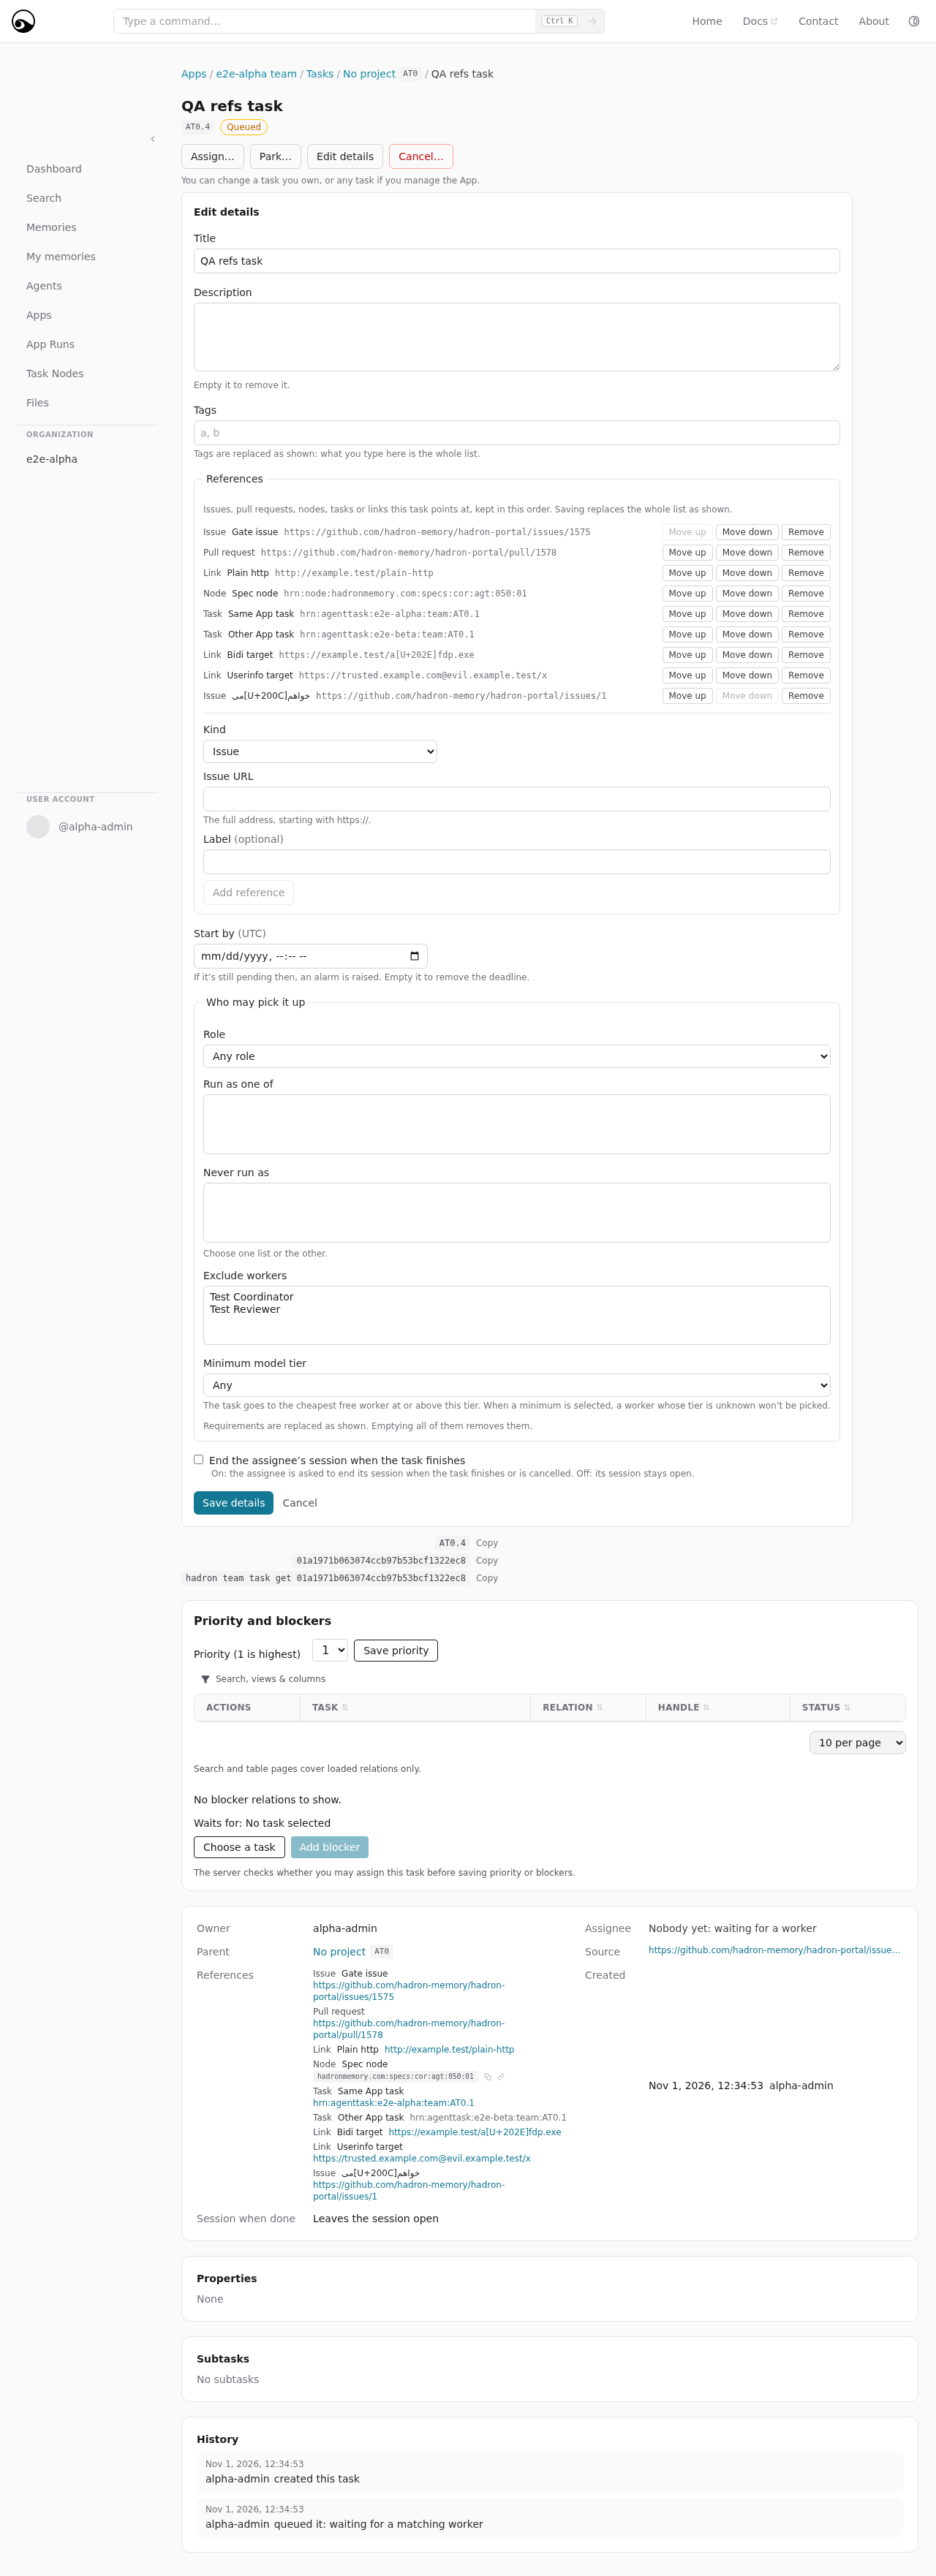 Type a command...
Ctrl K
Home
Docs
Contact
About
Apps / e2e-alpha team / Tasks / No project AT0 / QA refs task
QA refs task
AT0.4 Queued
Assign... Park... Edit details Cancel...
You can change a task you own, or any task if you manage the App.
Dashboard
Search
Memories
My memories
Agents
Apps
App Runs
Task Nodes
Files
ORGANIZATION
e2e-alpha
USER ACCOUNT
@alpha-admin
Edit details
Title
QA refs task
Description
Empty it to remove it.
Tags
a, b
Tags are replaced as shown: what you type here is the whole list.
References
Issues, pull requests, nodes, tasks or links this task points at, kept in this order. Saving replaces the whole list as shown.
Issue Gate issue https://github.com/hadron-memory/hadron-portal/issues/1575 Move up Move down Remove
Pull request https://github.com/hadron-memory/hadron-portal/pull/1578 Move up Move down Remove
Link Plain http http://example.test/plain-http Move up Move down Remove
Node Spec node hrn:node:hadronmemory.com:specs:cor:agt:050:01 Move up Move down Remove
Task Same App task hrn:agenttask:e2e-alpha:team:AT0.1 Move up Move down Remove
Task Other App task hrn:agenttask:e2e-beta:team:AT0.1 Move up Move down Remove
Link Bidi target https://example.test/a[U+202E]fdp.exe Move up Move down Remove
Link Userinfo target https://trusted.example.com@evil.example.test/x Move up Move down Remove
Issue می[U+200C]خواهم https://github.com/hadron-memory/hadron-portal/issues/1 Move up Move down Remove
Kind
Issue
Issue URL
The full address, starting with https://.
Label (optional)
Add reference
Start by (UTC)
mm/dd/yyyy, --:-- --
If it's still pending then, an alarm is raised. Empty it to remove the deadline.
Who may pick it up
Role
Any role
Run as one of
Never run as
Choose one list or the other.
Exclude workers
Test Coordinator
Test Reviewer
Minimum model tier
Any
The task goes to the cheapest free worker at or above this tier. When a minimum is selected, a worker whose tier is unknown won't be picked.
Requirements are replaced as shown. Emptying all of them removes them.
End the assignee's session when the task finishes
On: the assignee is asked to end its session when the task finishes or is cancelled. Off: its session stays open.
Save details Cancel
AT0.4 Copy
01a1971b063074ccb97b53bcf1322ec8 Copy
hadron team task get 01a1971b063074ccb97b53bcf1322ec8 Copy
Priority and blockers
Priority (1 is highest) 1 Save priority
Search, views & columns
ACTIONS TASK RELATION HANDLE STATUS
10 per page
Search and table pages cover loaded relations only.
No blocker relations to show.
Waits for: No task selected
Choose a task Add blocker
The server checks whether you may assign this task before saving priority or blockers.
Owner alpha-admin
Assignee Nobody yet: waiting for a worker
Parent No project AT0
Source https://github.com/hadron-memory/hadron-portal/issue...
References
Issue Gate issue
https://github.com/hadron-memory/hadron-
portal/issues/1575
Pull request
https://github.com/hadron-memory/hadron-
portal/pull/1578
Link Plain http http://example.test/plain-http
Node Spec node
hadronmemory.com:specs:cor:agt:050:01
Task Same App task
hrn:agenttask:e2e-alpha:team:AT0.1
Task Other App task hrn:agenttask:e2e-beta:team:AT0.1
Link Bidi target https://example.test/a[U+202E]fdp.exe
Link Userinfo target
https://trusted.example.com@evil.example.test/x
Issue می[U+200C]خواهم
https://github.com/hadron-memory/hadron-
portal/issues/1
Created
Nov 1, 2026, 12:34:53 alpha-admin
Session when done Leaves the session open
Properties
None
Subtasks
No subtasks
History
Nov 1, 2026, 12:34:53
alpha-admin created this task
Nov 1, 2026, 12:34:53
alpha-admin queued it: waiting for a matching worker